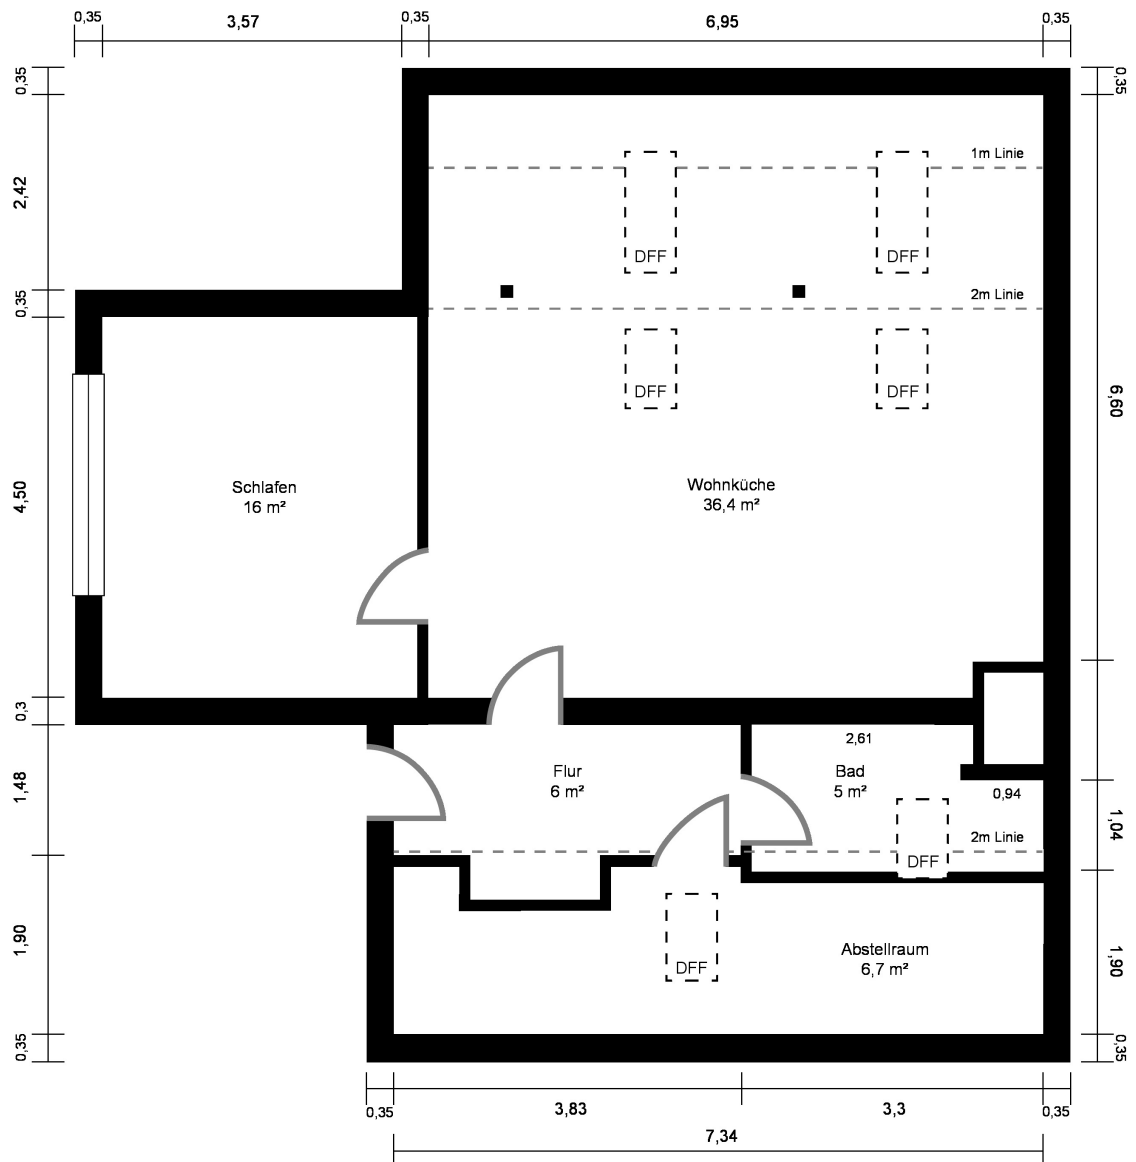 0,35
3,57
0,35
6,95
0,35
0,35
2,42
0,35
4,50
0,3
1,48
1,90
0,35
0,35
6,60
1,04
1,90
0,35
1m Linie
DFF
DFF
2m Linie
DFF
DFF
Schlafen
16 m²
Wohnküche
36,4 m²
2,61
Flur
6 m²
Bad
5 m²
0,94
2m Linie
DFF
Abstellraum
6,7 m²
DFF
0,35
3,83
3,3
0,35
7,34